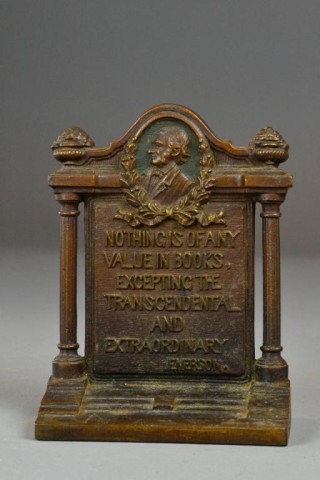 NOTHING IS OF ANY
VALUE IN BOOKS,
EXCEPTING THE
TRANSCENDENTAL
AND
EXTRAORDINARY
EMERSON.